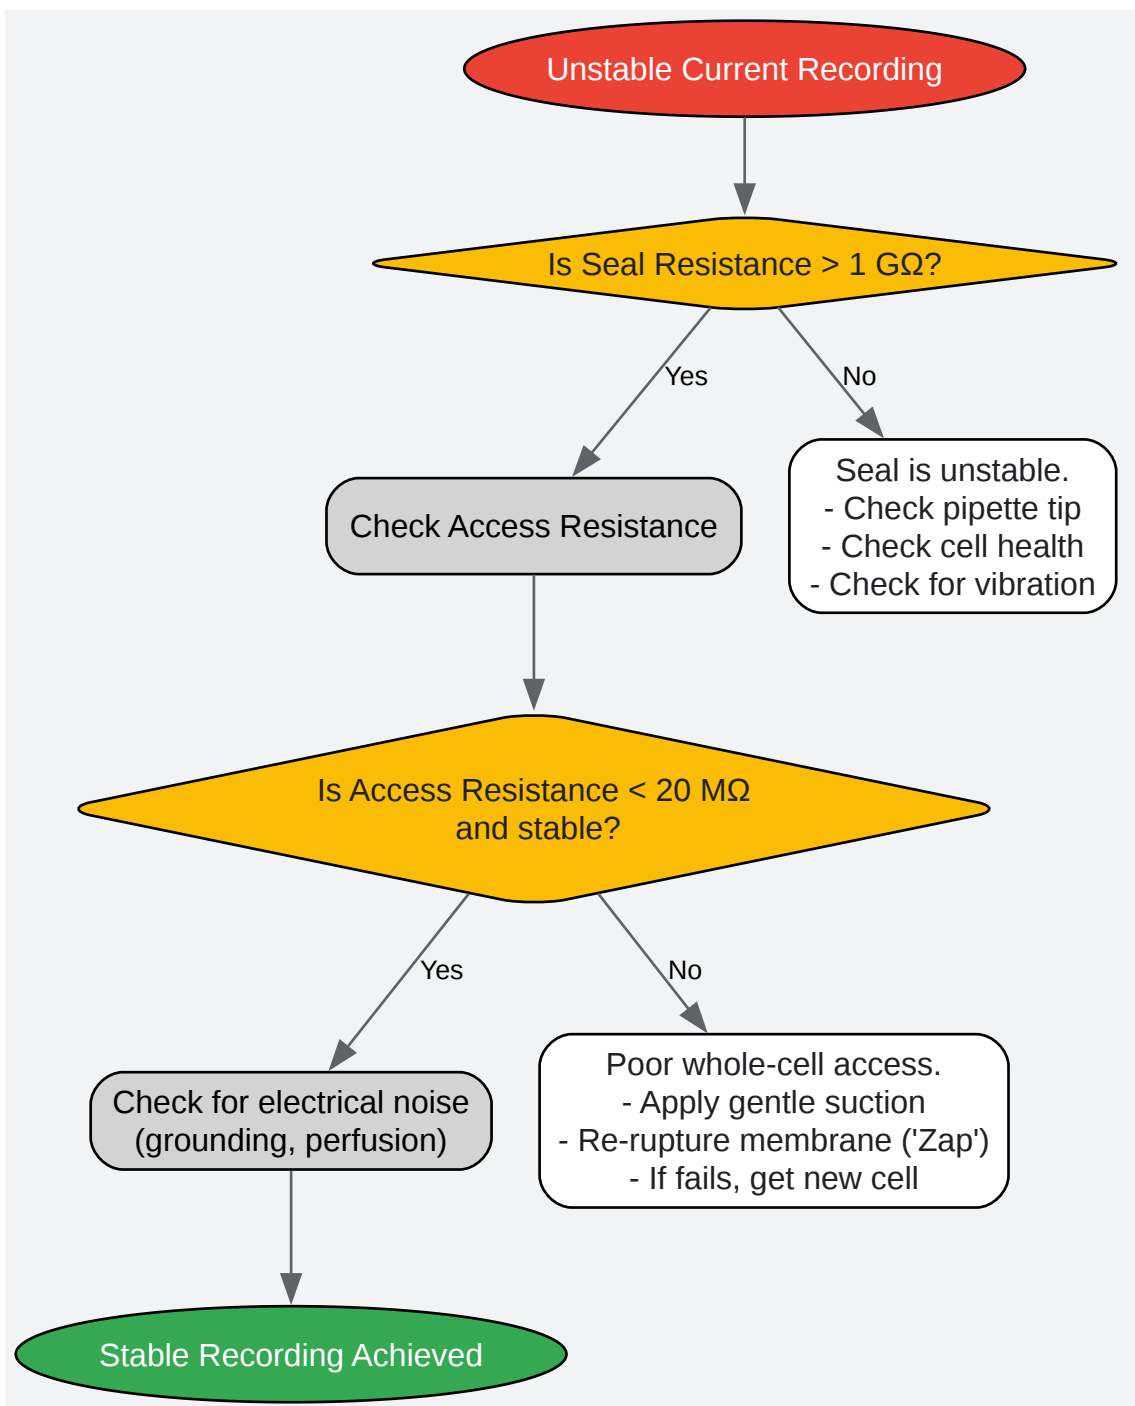 Unstable Current Recording
Is Seal Resistance > 1 GΩ?
Yes
No
Check Access Resistance
Seal is unstable.
- Check pipette tip
- Check cell health
- Check for vibration
Is Access Resistance < 20 MΩ
and stable?
Yes
No
Check for electrical noise
(grounding, perfusion)
Poor whole-cell access.
- Apply gentle suction
- Re-rupture membrane ('Zap')
- If fails, get new cell
Stable Recording Achieved